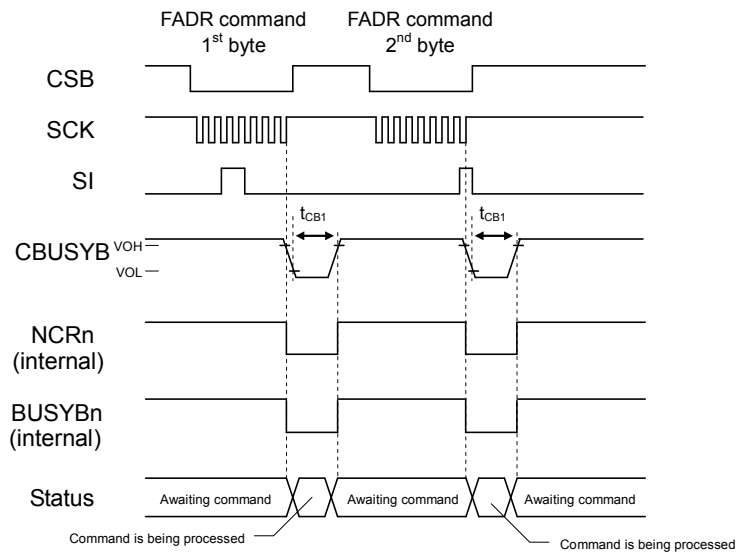 FADR command
1st byte
FADR command
2nd byte
CSB
SCK
SI
tCB1
tCB1
CBUSYB
VOH
VOL
NCRn
(internal)
BUSYBn
(internal)
Status
Awaiting command
Awaiting command
Awaiting command
Command is being processed
Command is being processed